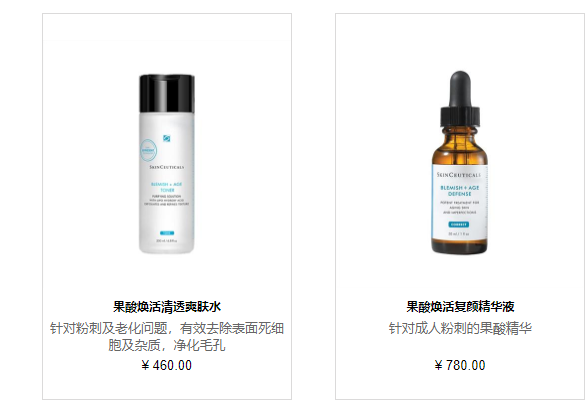 SKINCEUTICALS
BLEMISH + AGE
TONER
SKINCEUTICALS
BLEMISH + AGE
DEFENSE
CORRECT
果酸焕活清透爽肤水
针对粉刺及老化问题，有效去除表面死细
胞及杂质，净化毛孔
¥ 460.00
果酸焕活复颜精华液
针对成人粉刺的果酸精华
¥ 780.00